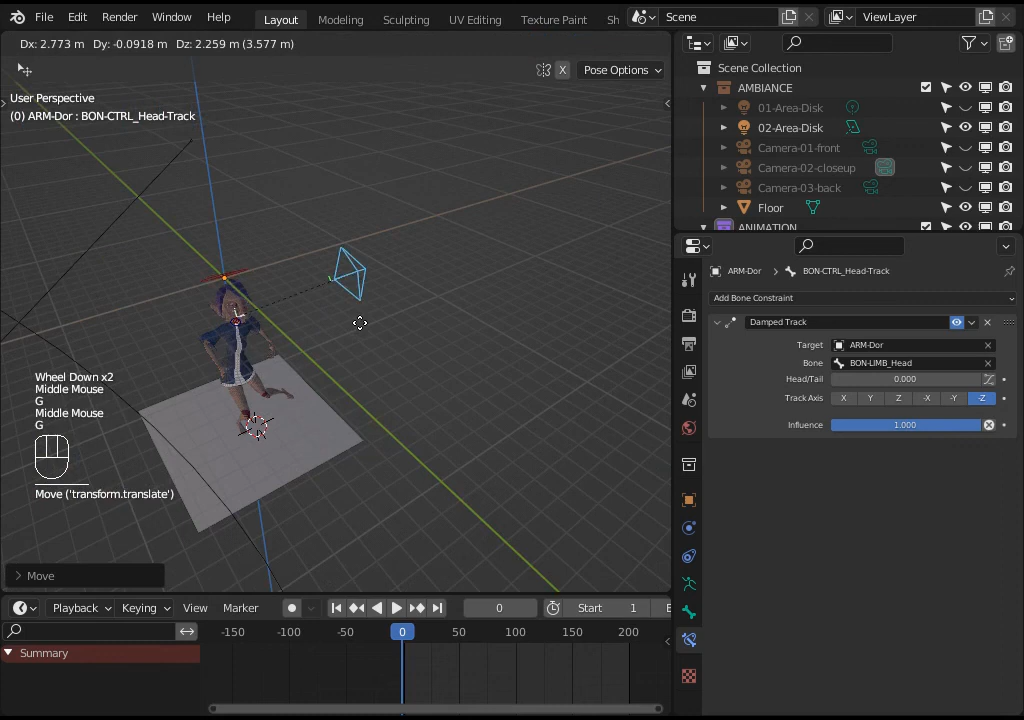 File Edit Render Window Help Layout Modeling Sculpting UV Editing Texture Paint Sh Scene ViewLayer
Dx: 2.773 m Dy: -0.0918 m Dz: 2.259 m (3.577 m)
X Pose Options
User Perspective
(0) ARM-Dor : BON-CTRL_Head-Track
Wheel Down x2
Middle Mouse
G
Middle Mouse
G
Move ('transform.translate')
Move
Scene Collection
AMBIANCE
01-Area-Disk
02-Area-Disk
Camera-01-front
Camera-02-closeup
Camera-03-back
Floor
ANIMATION
ARM-Dor BON-CTRL_Head-Track
Add Bone Constraint
Damped Track
Target ARM-Dor
Bone BON-LIMB_Head
Head/Tail 0.000
Track Axis X Y Z -X -Y -Z
Influence 1.000
Playback Keying View Marker 0 Start 1 E
-150 -100 -50 0 50 100 150 200
Summary